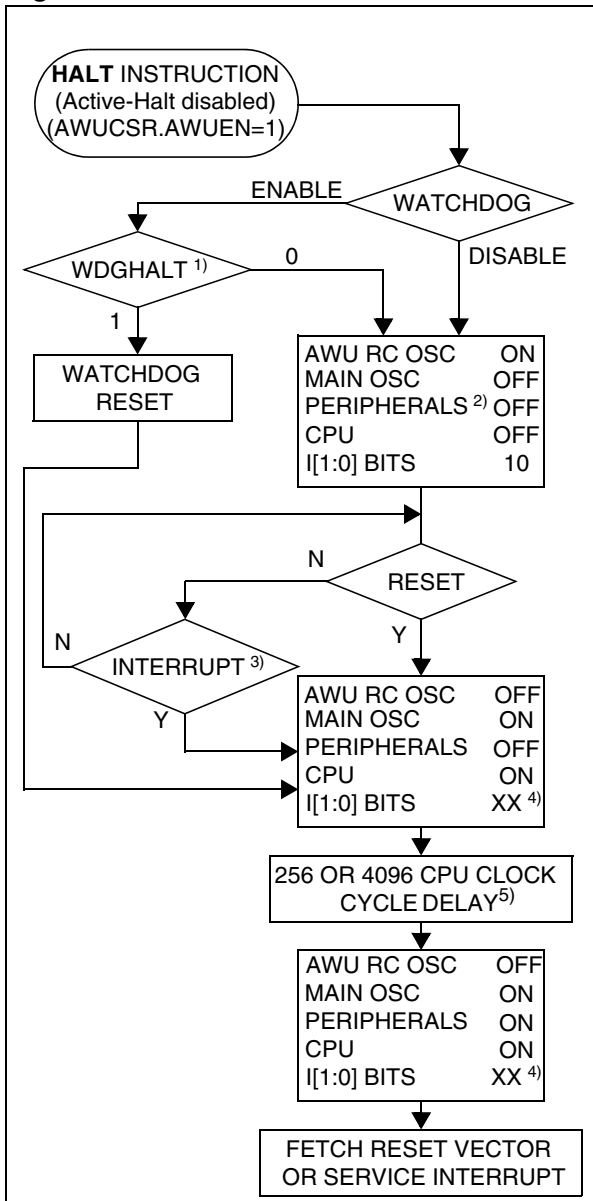 HALT INSTRUCTION
(Active-Halt disabled)
(AWUCSR.AWUEN=1)
ENABLE
WATCHDOG
WDGHALT 1)
0
DISABLE
1
WATCHDOG
RESET
AWU RC OSC ON
MAIN OSC OFF
PERIPHERALS 2) OFF
CPU OFF
I[1:0] BITS 10
N
RESET
N
INTERRUPT 3)
Y
Y
AWU RC OSC OFF
MAIN OSC ON
PERIPHERALS OFF
CPU ON
I[1:0] BITS XX 4)
256 OR 4096 CPU CLOCK
CYCLE DELAY5)
AWU RC OSC OFF
MAIN OSC ON
PERIPHERALS ON
CPU ON
I[1:0] BITS XX 4)
FETCH RESET VECTOR
OR SERVICE INTERRUPT